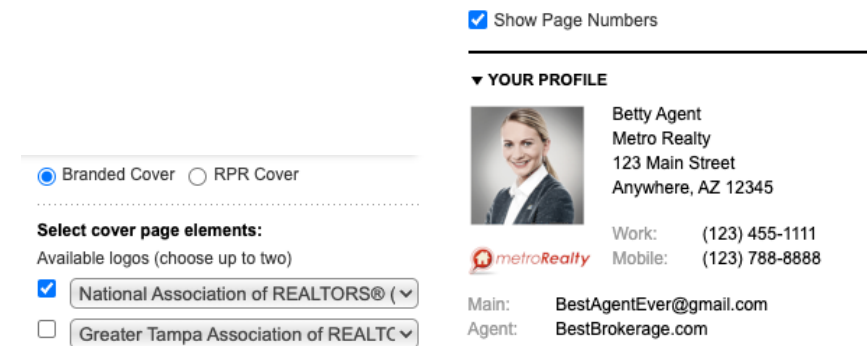 Show Page Numbers
▼ YOUR PROFILE
Betty Agent
Metro Realty
123 Main Street
Anywhere, AZ 12345
Work: (123) 455-1111
metroRealty
Mobile: (123) 788-8888
Main: BestAgentEver@gmail.com
Agent: BestBrokerage.com
Branded Cover RPR Cover
Select cover page elements:
Available logos (choose up to two)
National Association of REALTORS® (
Greater Tampa Association of REALTC